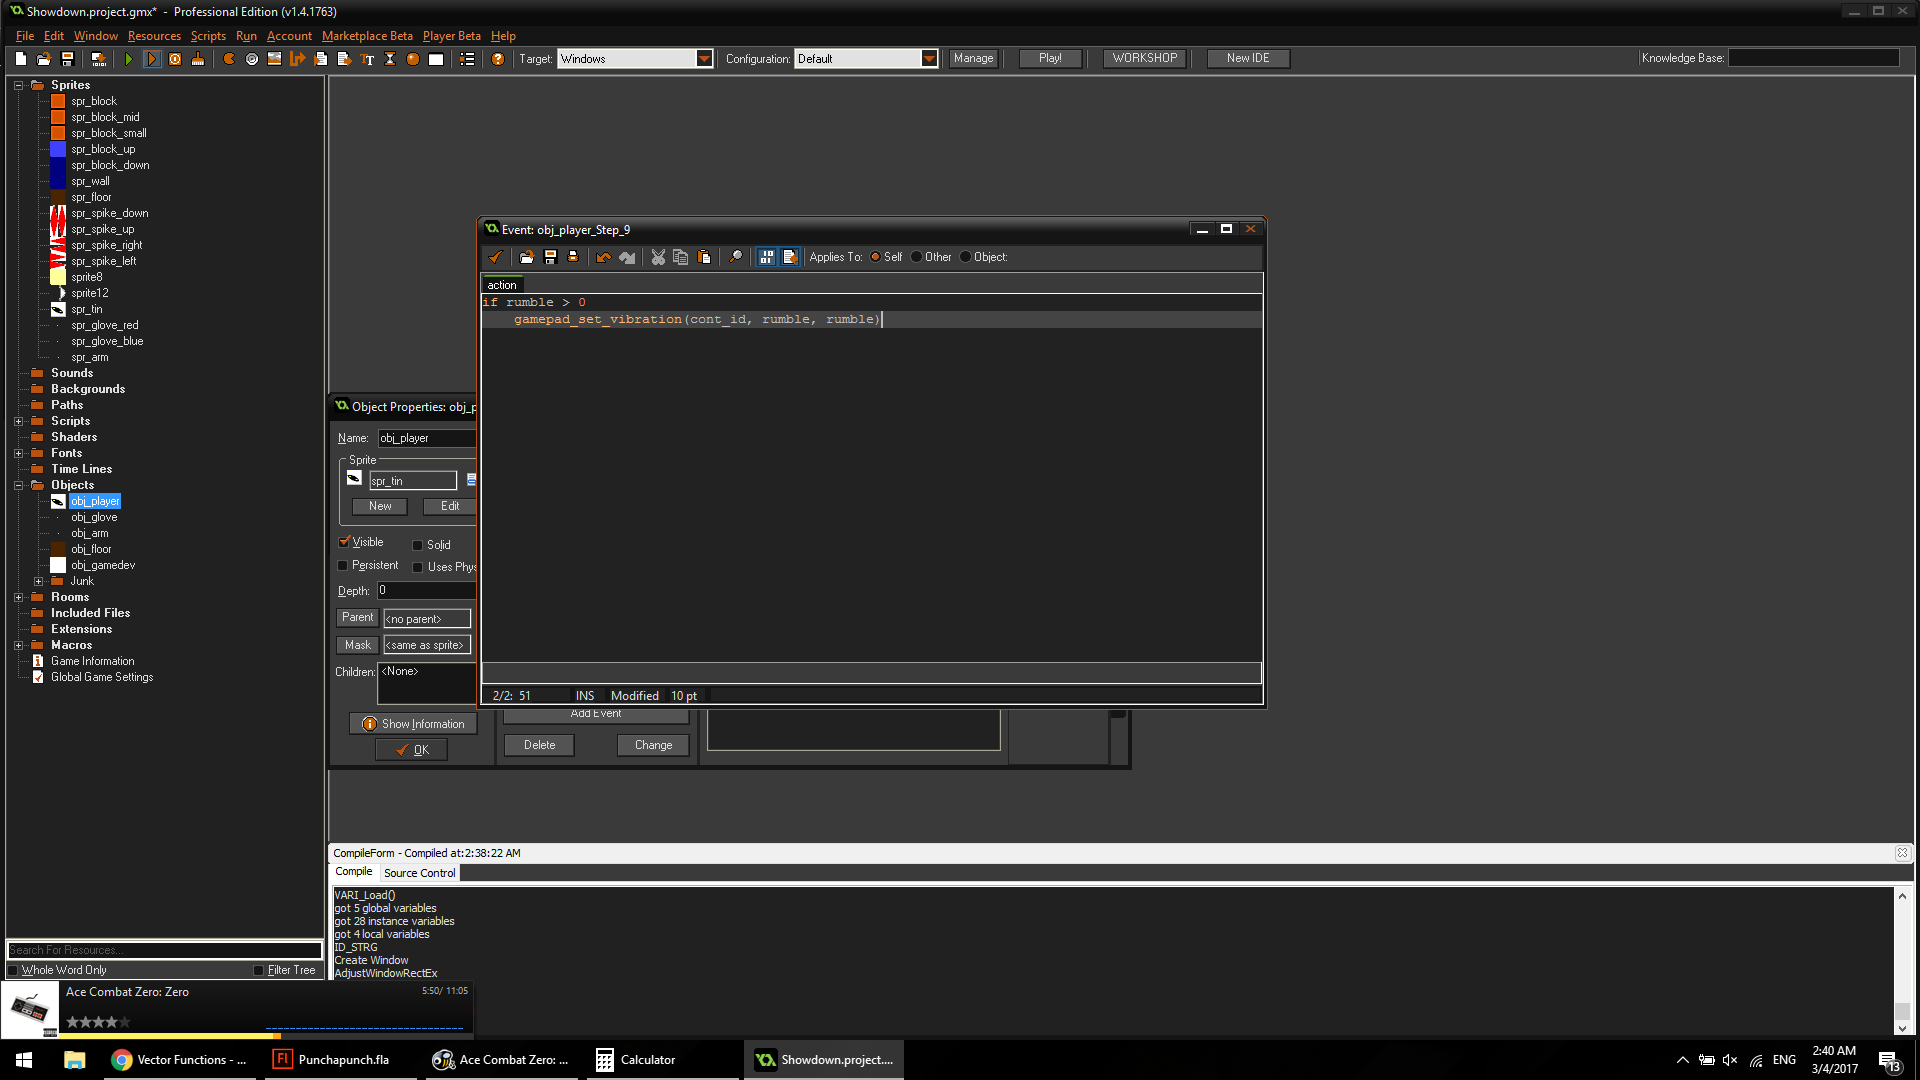 Showdown.project.gmx* - Professional Edition (v1.4.1763)
File Edit Window Resources Scripts Run Account Marketplace Beta Player Beta Help
Target: Windows Configuration: Default Manage Play! WORKSHOP New IDE Knowledge Base:
Sprites
spr_block
spr_block_mid
spr_block_small
spr_block_up
spr_block_down
spr_wall
spr_floor
spr_spike_down
spr_spike_up
spr_spike_right
spr_spike_left
sprite8
sprite12
spr_tin
spr_glove_red
spr_glove_blue
spr_arm
Sounds
Backgrounds
Paths
Scripts
Shaders
Fonts
Time Lines
Objects
obj_player
obj_glove
obj_arm
obj_floor
obj_gamedev
Junk
Rooms
Included Files
Extensions
Macros
Game Information
Global Game Settings
Search For Resources...
Whole Word Only Filter Tree
Event: obj_player_Step_9
Applies To: Self Other Object:
action
if rumble > 0
gamepad_set_vibration(cont_id, rumble, rumble)
2/2: 51 INS Modified 10 pt
Object Properties: obj_p
Name: obj_player
Sprite
spr_tin
New Edit
Visible Solid
Persistent Uses Phys
Depth: 0
Parent <no parent>
Mask <same as sprite>
Children: <None>
Show Information
OK
Add Event
Delete Change
CompileForm - Compiled at:2:38:22 AM
Compile Source Control
VARI_Load()
got 5 global variables
got 28 instance variables
got 4 local variables
ID_STRG
Create Window
AdjustWindowRectEx
Ace Combat Zero: Zero 5:50/ 11:05
Vector Functions - ... Punchapunch.fla Ace Combat Zero: ... Calculator Showdown.project....
ENG 2:40 AM
3/4/2017
13